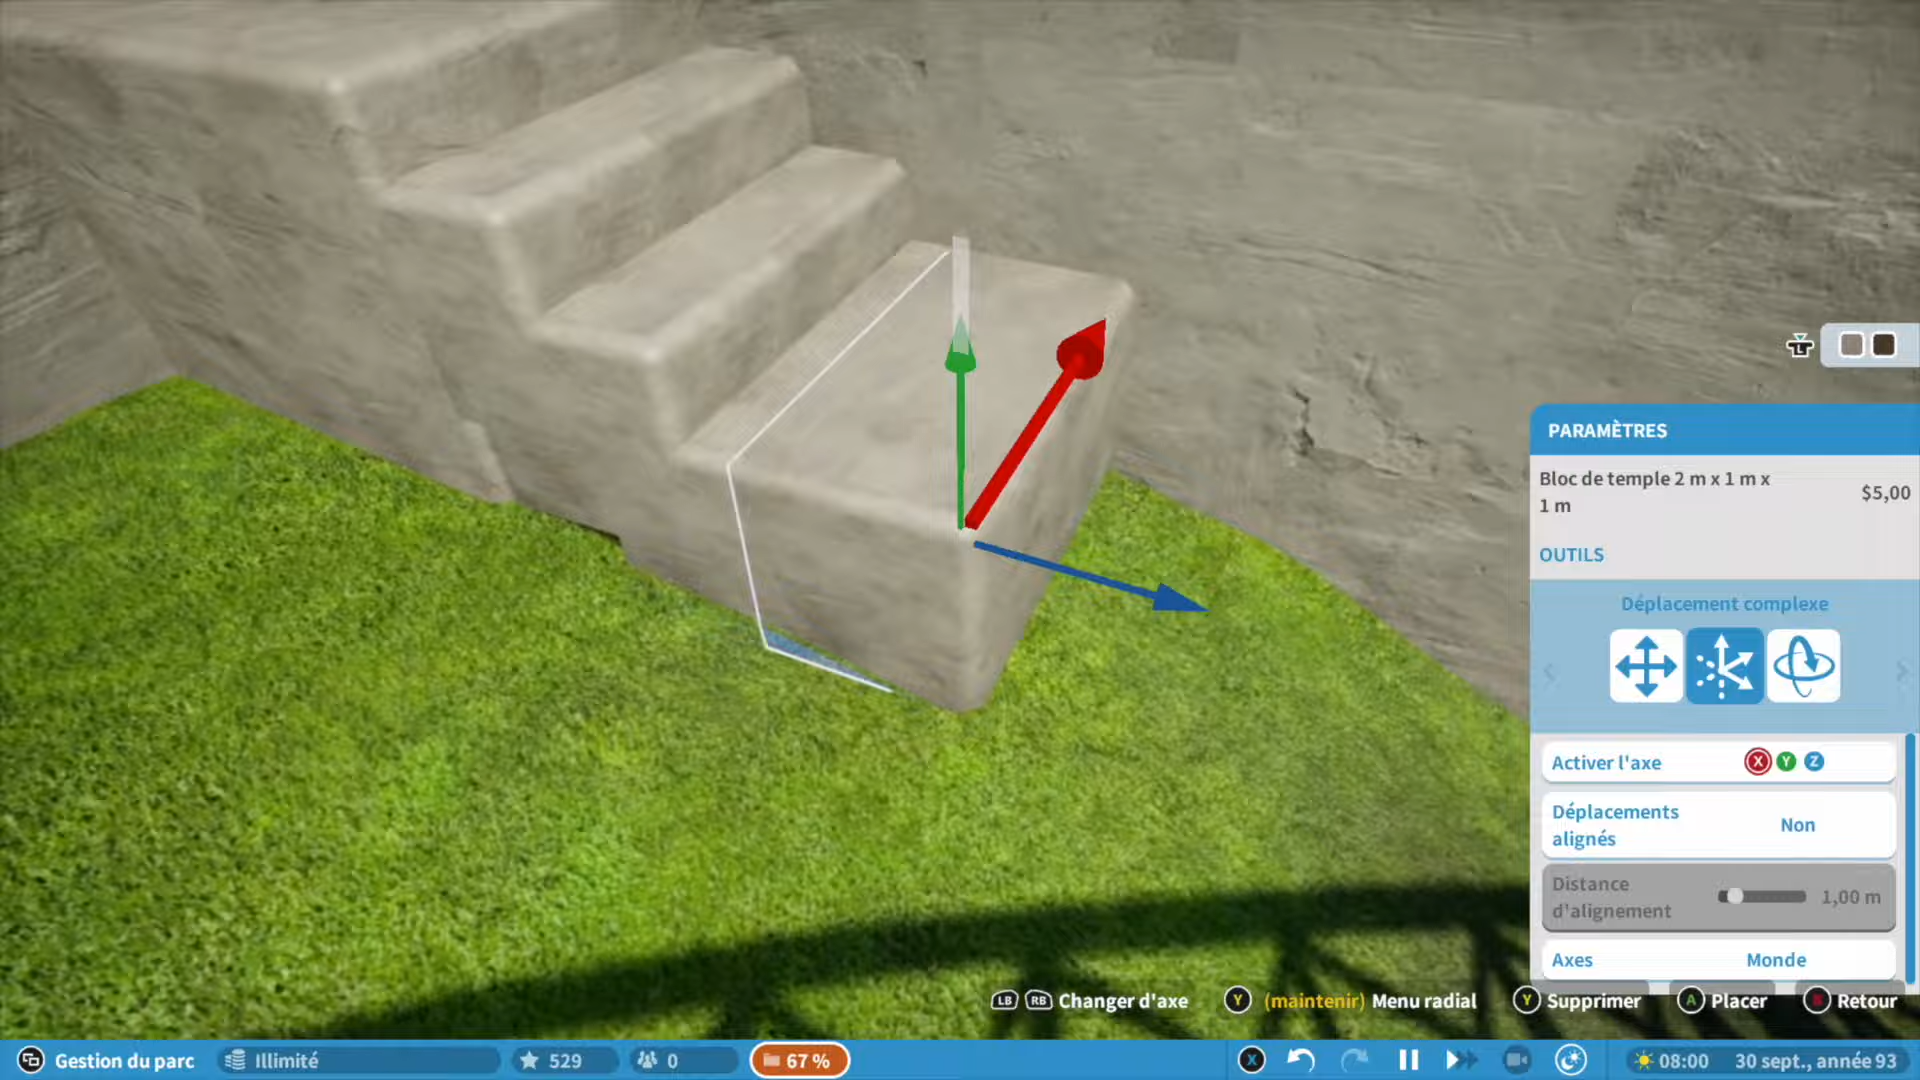 L
PARAMÈTRES
Bloc de temple 2 m x 1 m x
1 m
$5,00
OUTILS
Déplacement complexe
Activer l'axe
X Y Z
Déplacements
alignés
Non
Distance
d'alignement
1,00 m
Axes
Monde
LB RB Changer d'axe
Y (maintenir) Menu radial
Y Supprimer
A Placer
B Retour
Gestion du parc
Illimité
529
0
67 %
X
08:00
30 sept., année 93